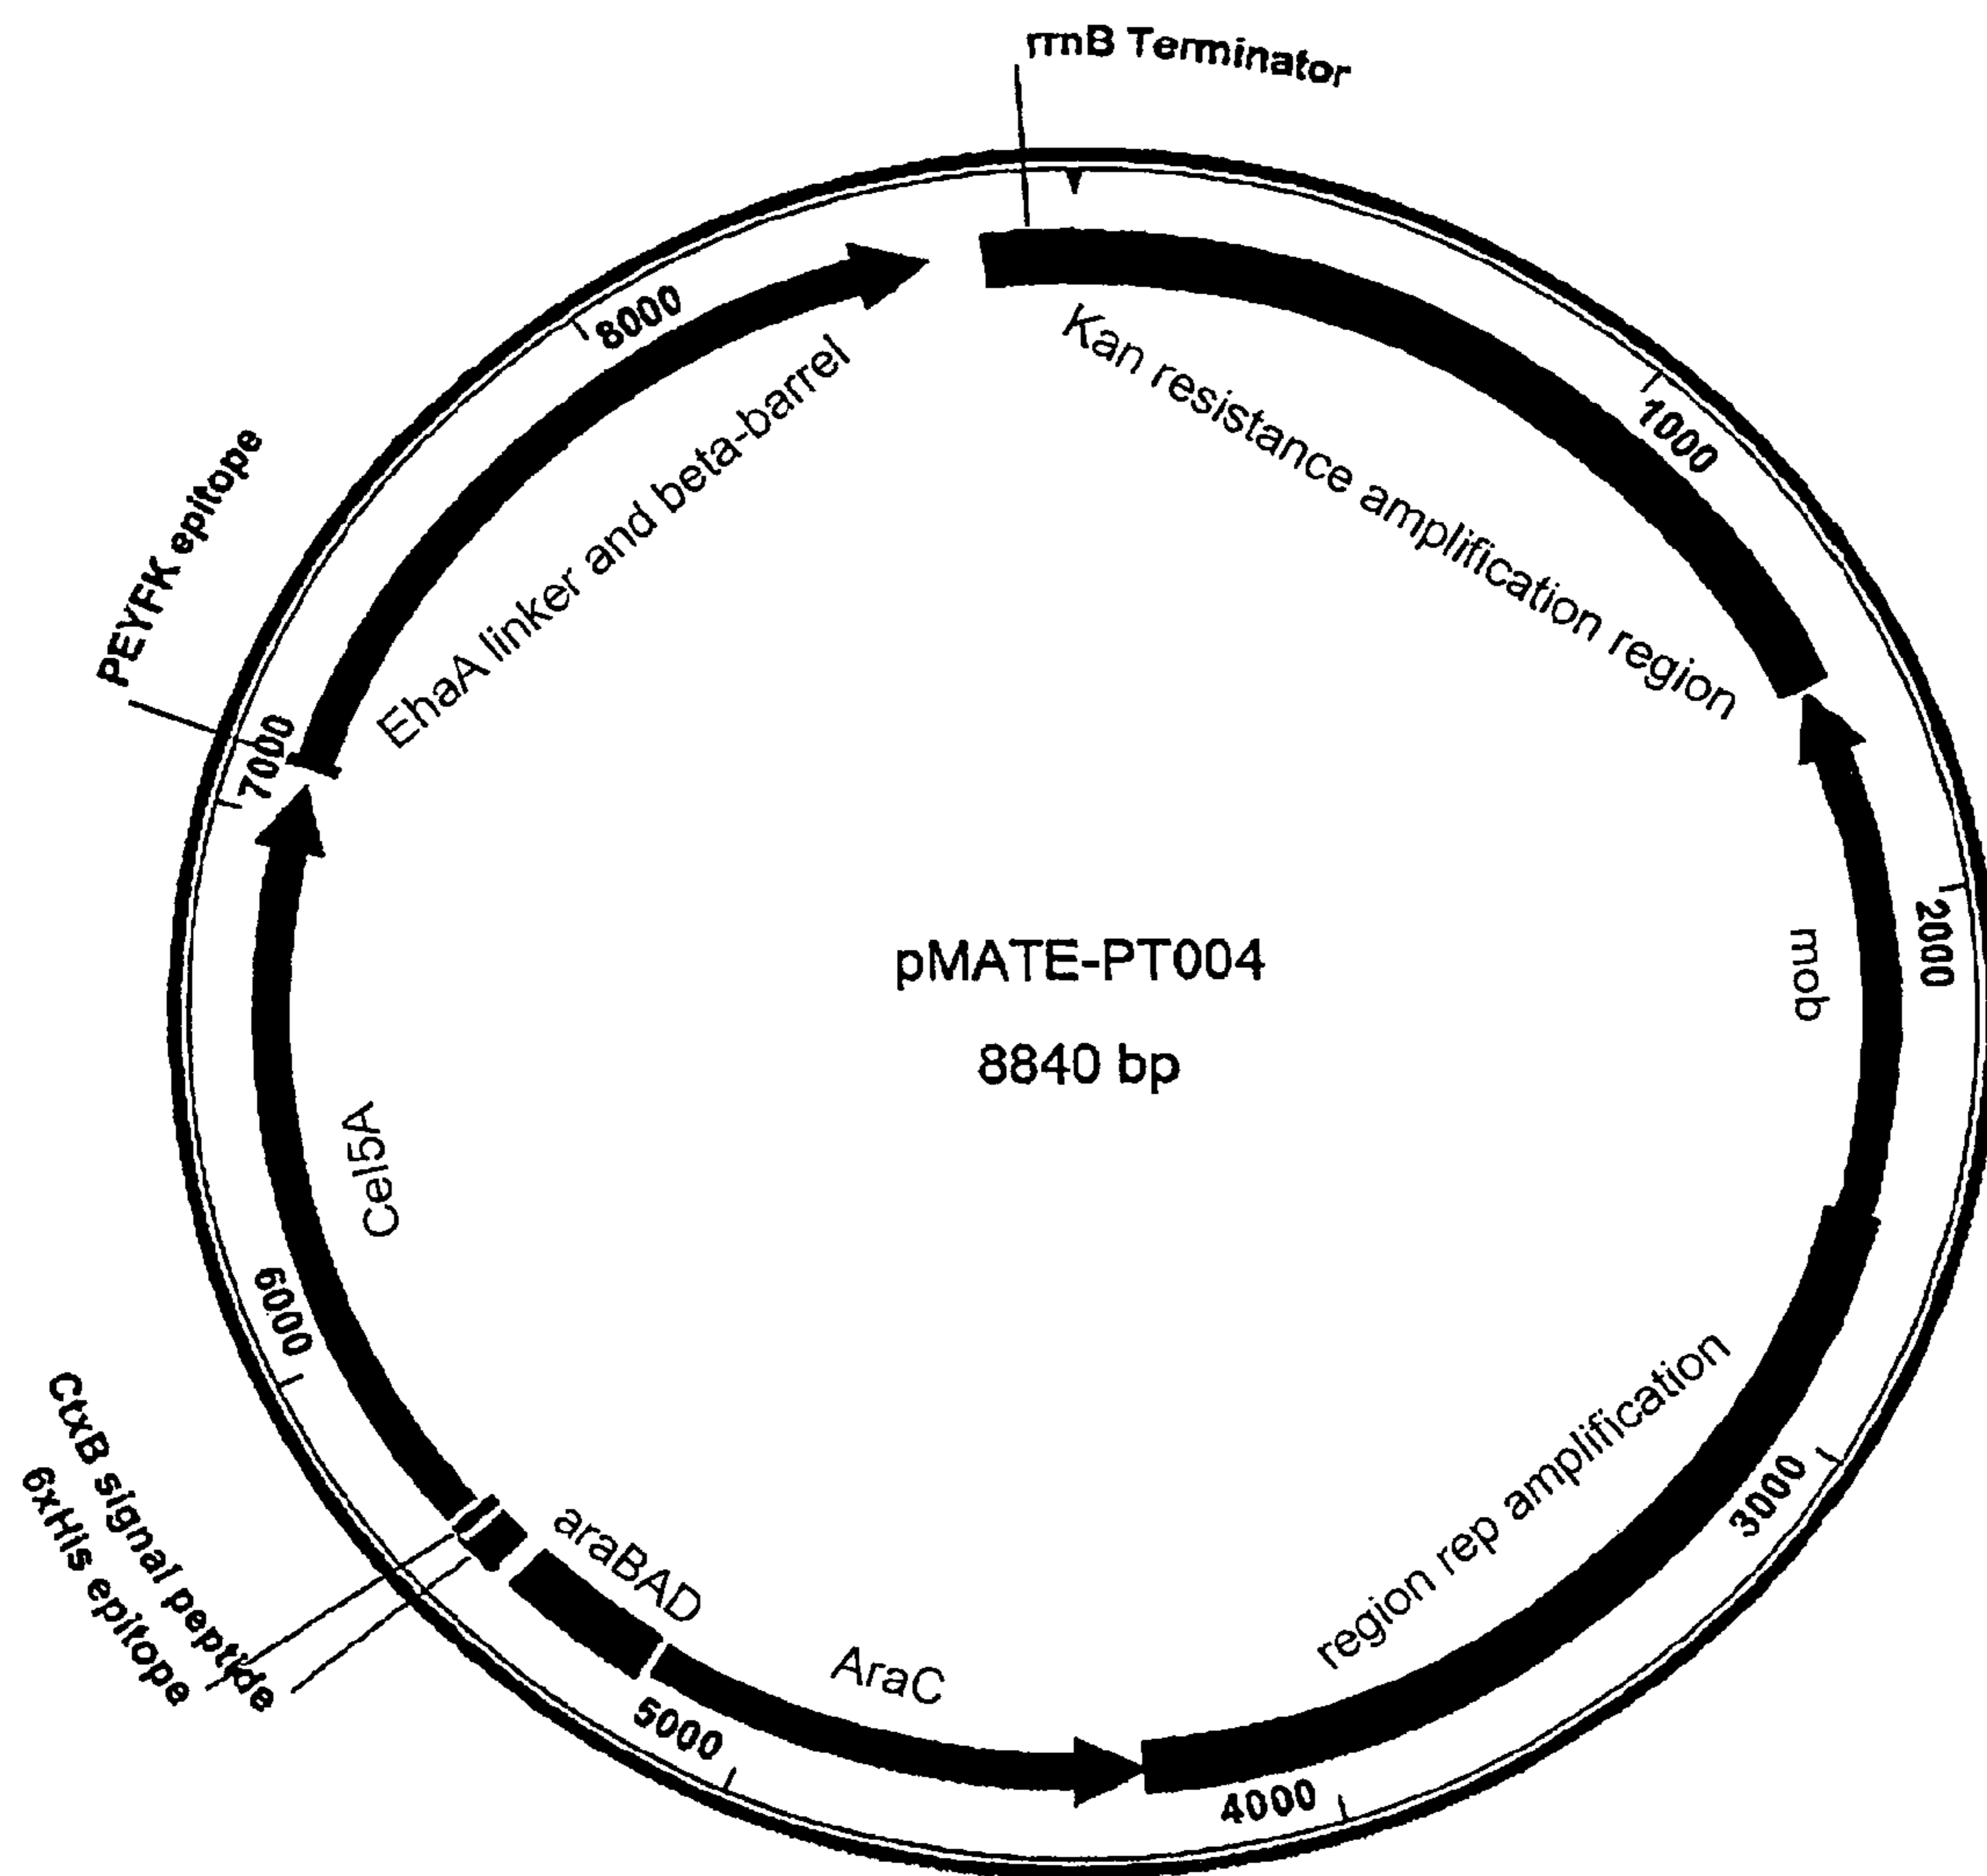 rrnB Terminator
8000
Kan resistance amplification region
1000
EhaA linker and beta-barrel
PEYFK epitope
7000
mob
2000
pMATE-PT004
8840 bp
Cel5A
6000
CtxB signal peptide
6xHis epitope
araBAD
AraC
region rep amplification
3000
5000
4000